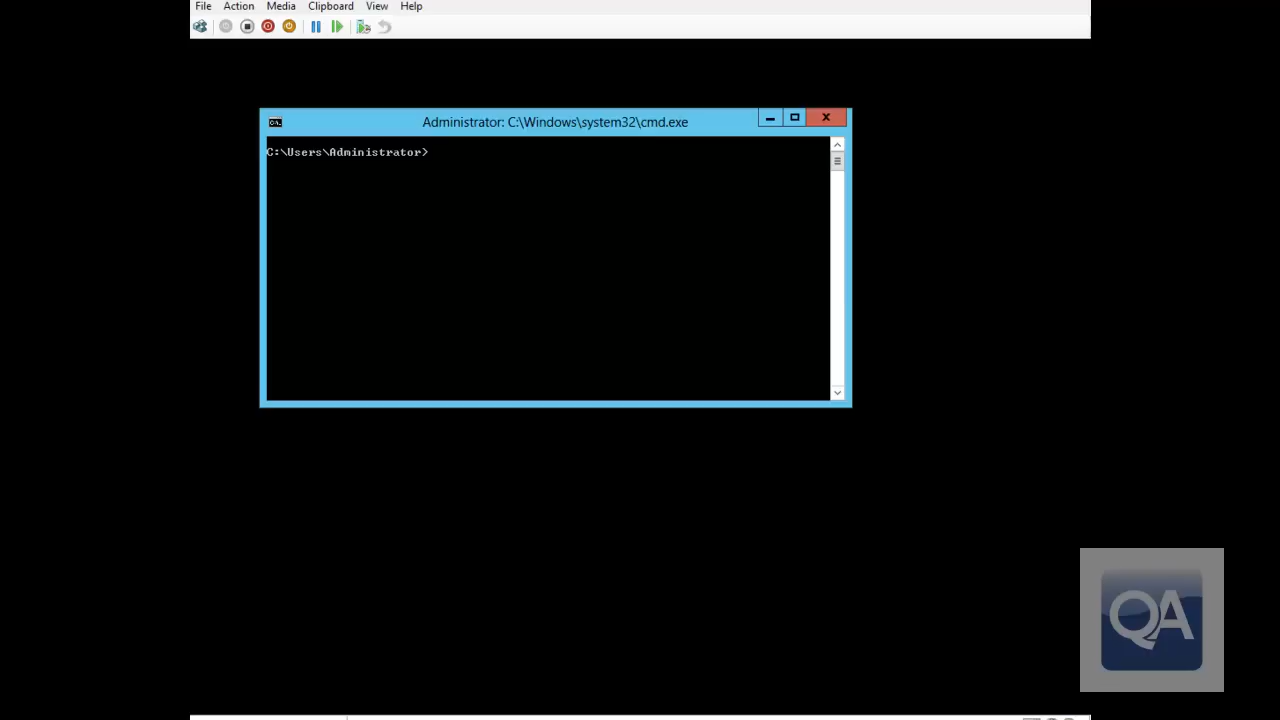 File Action Media Clipboard View Help
Administrator: C:\Windows\system32\cmd.exe
C:\Users\Administrator>
QA